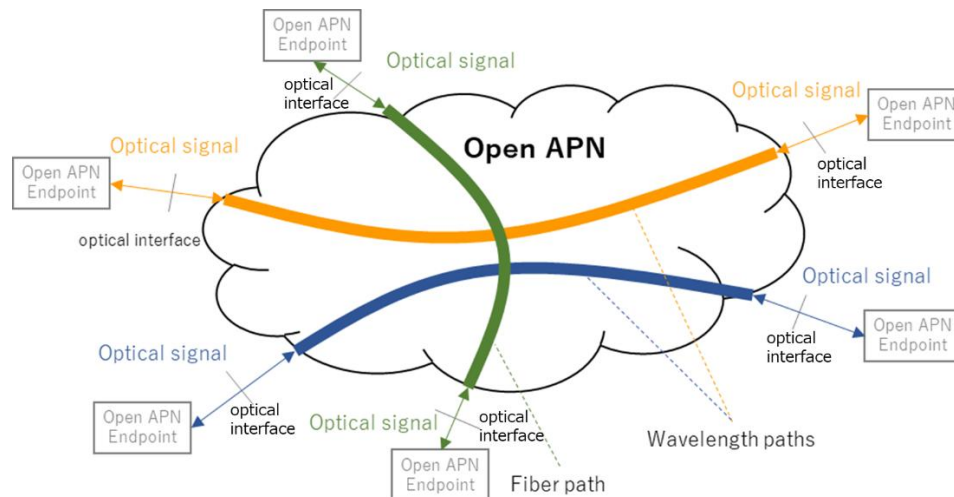 Open APN
Endpoint
Optical signal
optical
interface
Optical signal
Open APN
Endpoint
optical
interface
Open APN
Optical signal
Open APN
Endpoint
optical interface
Optical signal
Open APN
Endpoint
optical
interface
Optical signal
Open APN
Endpoint
optical
interface
Optical signal
optical
interface
Open APN
Endpoint
Wavelength paths
Fiber path